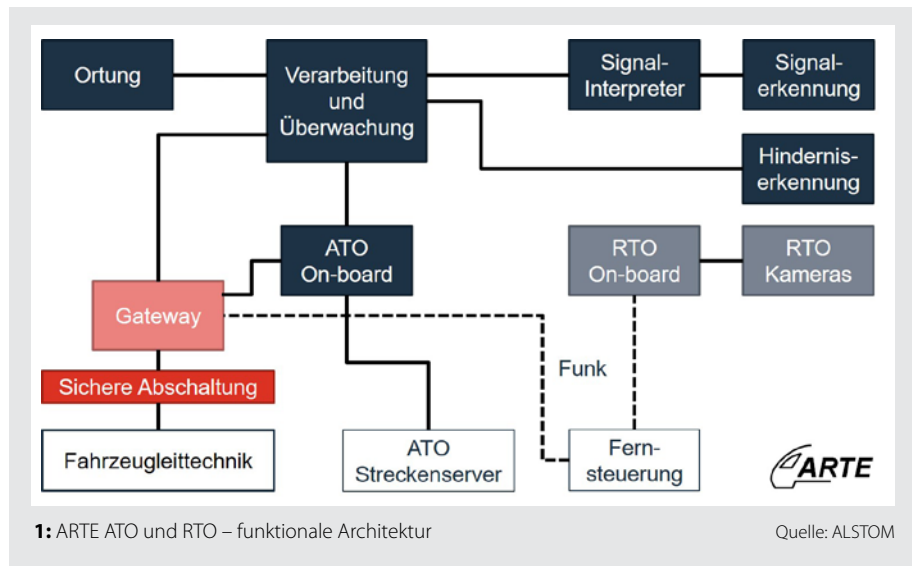 Ortung
Verarbeitung
und
Überwachung
Signal-
Interpreter
Signal-
erkennung
Hindernis-
erkennung
ATO
On-board
RTO
On-board
RTO
Kameras
Gateway
Funk
Sichere Abschaltung
Fahrzeugleittechnik
ATO
Streckenserver
Fern-
steuerung
ARTE
1: ARTE ATO und RTO – funktionale Architektur
Quelle: ALSTOM